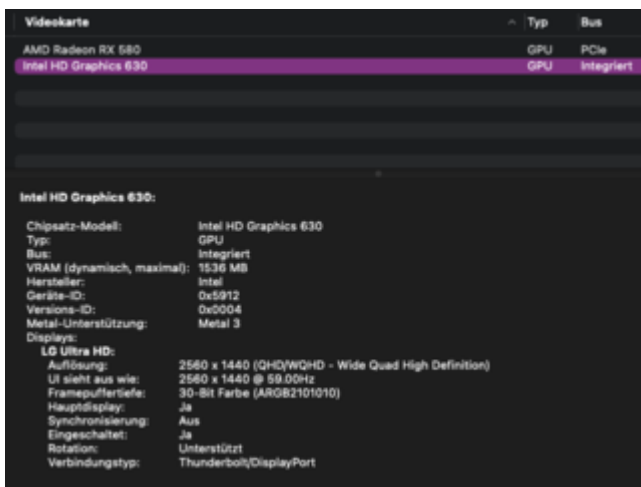 Videokarte Typ Bus
AMD Radeon RX 580 GPU PCIe
Intel HD Graphics 630 GPU Integriert
Intel HD Graphics 630:
Chipsatz-Modell: Intel HD Graphics 630
Typ: GPU
Bus: Integriert
VRAM (dynamisch, maximal): 1536 MB
Hersteller: Intel
Geräte-ID: 0x5912
Versions-ID: 0x0004
Metal-Unterstützung: Metal 3
Displays:
LG Ultra HD:
Auflösung: 2560 x 1440 (QHD/WQHD - Wide Quad High Definition)
UI sieht aus wie: 2560 x 1440 @ 59.00Hz
Framepuffertiefe: 30-Bit Farbe (ARGB2101010)
Hauptdisplay: Ja
Synchronisierung: Aus
Eingeschaltet: Ja
Rotation: Unterstützt
Verbindungstyp: Thunderbolt/DisplayPort